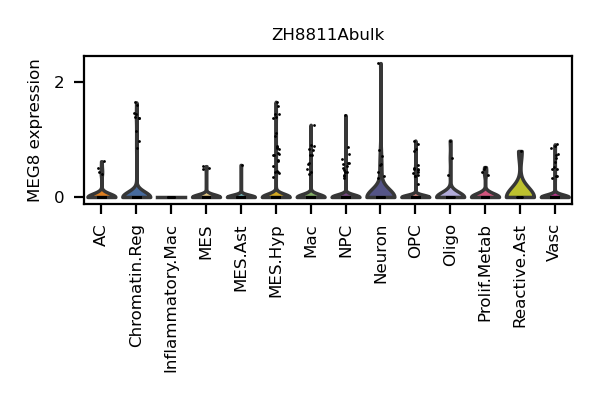 ZH8811Abulk
MEG8 expression
2
0
AC
Chromatin.Reg
Inflammatory.Mac
MES
MES.Ast
MES.Hyp
Mac
NPC
Neuron
OPC
Oligo
Prolif.Metab
Reactive.Ast
Vasc